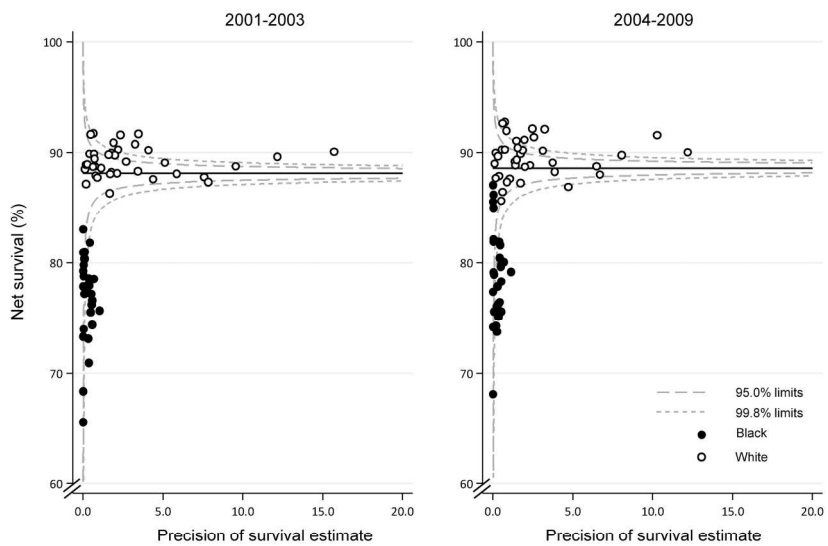 2001-2003
2004-2009
Net survival (%)
100
90
80
70
60
0.0 5.0 10.0 15.0 20.0
Precision of survival estimate
100
90
80
70
60
95.0% limits
99.8% limits
Black
White
0.0 5.0 10.0 15.0 20.0
Precision of survival estimate